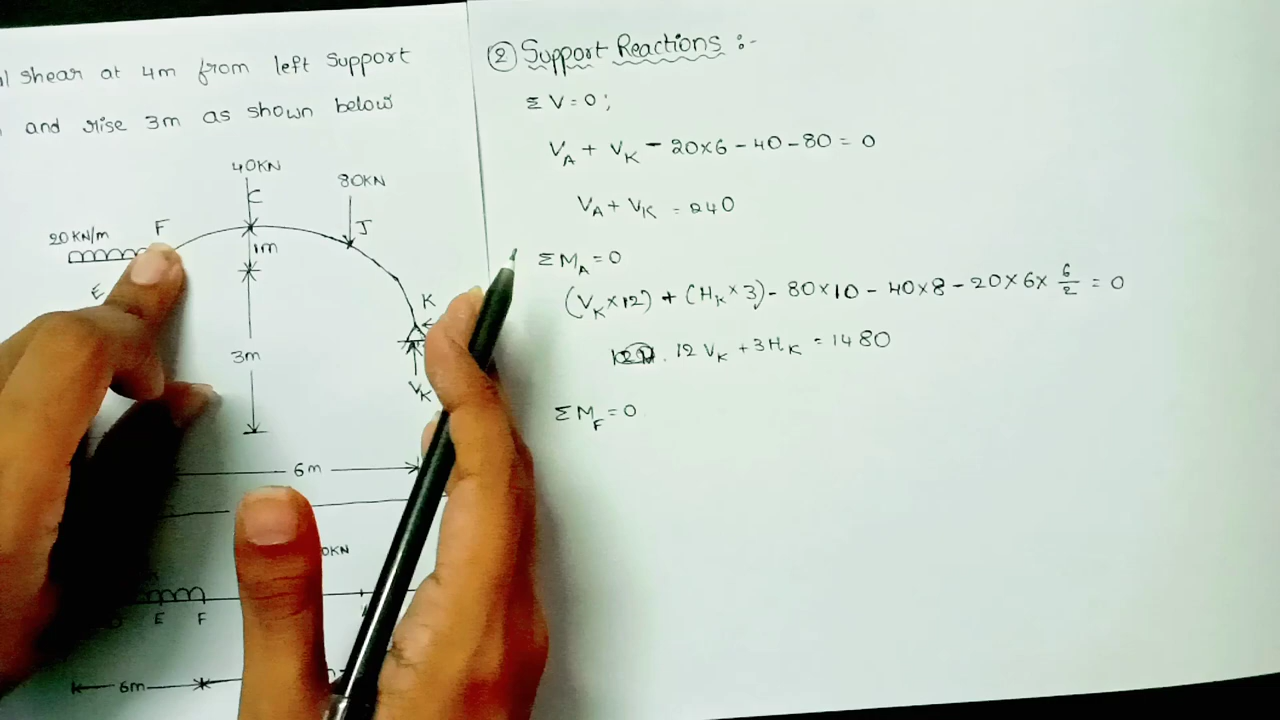 shear at 4m from left support
and rise 3m as shown below
40KN
C
80KN
20 KN/m
F
J
1m
E
K
3m
VK
6m
E F
6m
② Support Reactions :-
ΣV=0;
VA + VK - 20×6 - 40 - 80 = 0
VA + VK = 240
ΣMA = 0
(VK×12) + (HK×3) - 80×10 - 40×8 - 20×6× 6/2 = 0
12VK + 3HK = 1480
ΣMF = 0